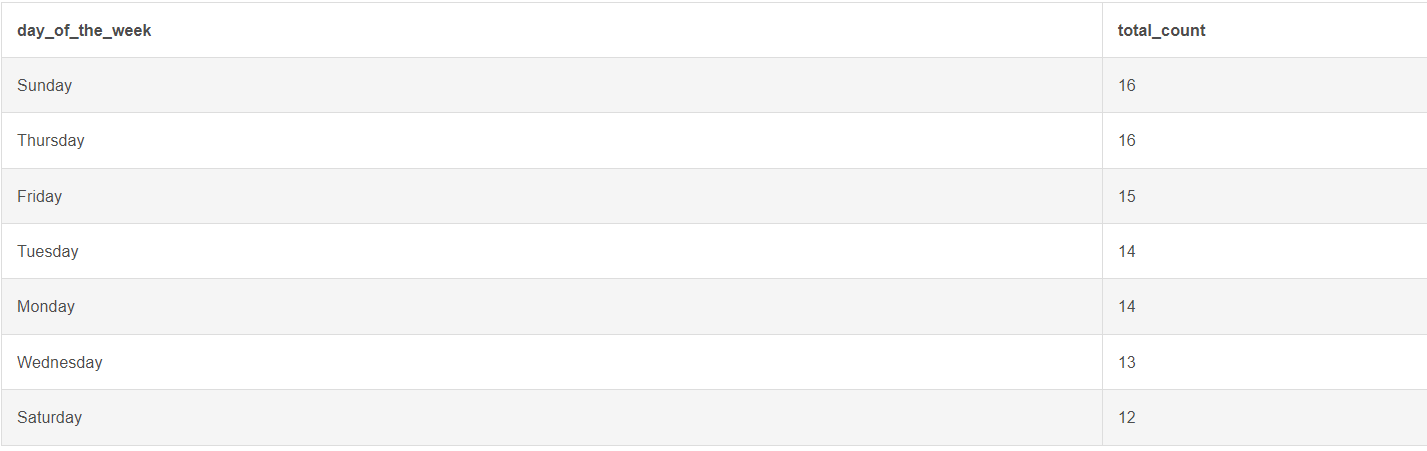 day_of_the_week total_count
Sunday 16
Thursday 16
Friday 15
Tuesday 14
Monday 14
Wednesday 13
Saturday 12